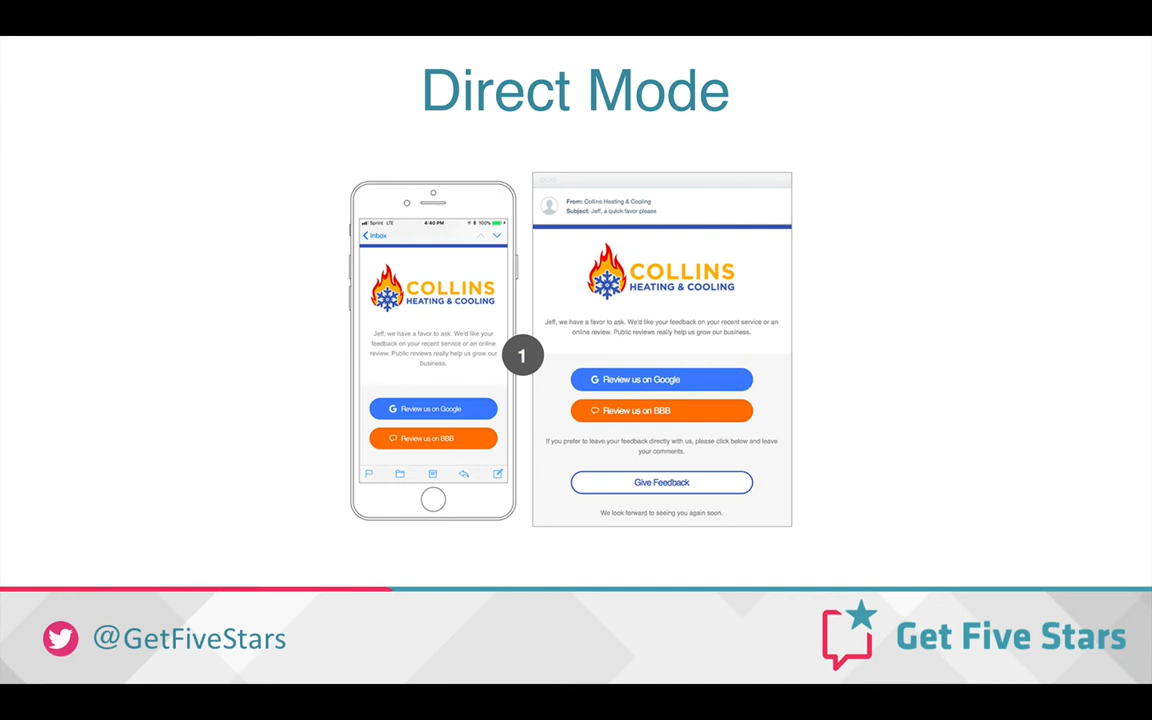 Direct Mode
Sprint LTE
4:40 PM
100%
Inbox
COLLINS
HEATING & COOLING
Jeff, we have a favor to ask. We'd like your
feedback on your recent service or an online
review. Public reviews really help us grow our
business.
Review us on Google
Review us on BBB
1
From: Collins Heating & Cooling
Subject: Jeff, a quick favor please
COLLINS
HEATING & COOLING
Jeff, we have a favor to ask. We'd like your feedback on your recent service or an
online review. Public reviews really help us grow our business.
Review us on Google
Review us on BBB
If you prefer to leave your feedback directly with us, please click below and leave
your comments.
Give Feedback
We look forward to seeing you again soon.
@GetFiveStars
Get Five Stars